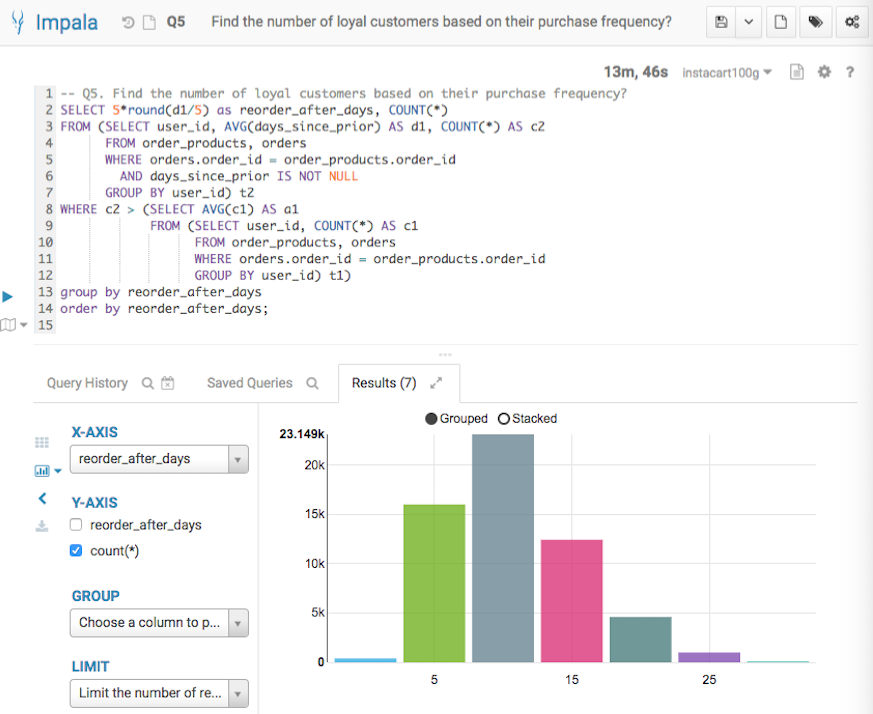 Impala Q5 Find the number of loyal customers based on their purchase frequency?
13m, 46s instacart100g ?
1 -- Q5. Find the number of loyal customers based on their purchase frequency?
2 SELECT 5*round(d1/5) as reorder_after_days, COUNT(*)
3 FROM (SELECT user_id, AVG(days_since_prior) AS d1, COUNT(*) AS c2
4 FROM order_products, orders
5 WHERE orders.order_id = order_products.order_id
6 AND days_since_prior IS NOT NULL
7 GROUP BY user_id) t2
8 WHERE c2 > (SELECT AVG(c1) AS a1
9 FROM (SELECT user_id, COUNT(*) AS c1
10 FROM order_products, orders
11 WHERE orders.order_id = order_products.order_id
12 GROUP BY user_id) t1)
13 group by reorder_after_days
14 order by reorder_after_days;
15
Query History Saved Queries Results (7)
X-AXIS
reorder_after_days
Y-AXIS
reorder_after_days
count(*)
GROUP
Choose a column to p...
LIMIT
Limit the number of re...
Grouped Stacked
23.149k
20k
15k
10k
5k
0
5 15 25